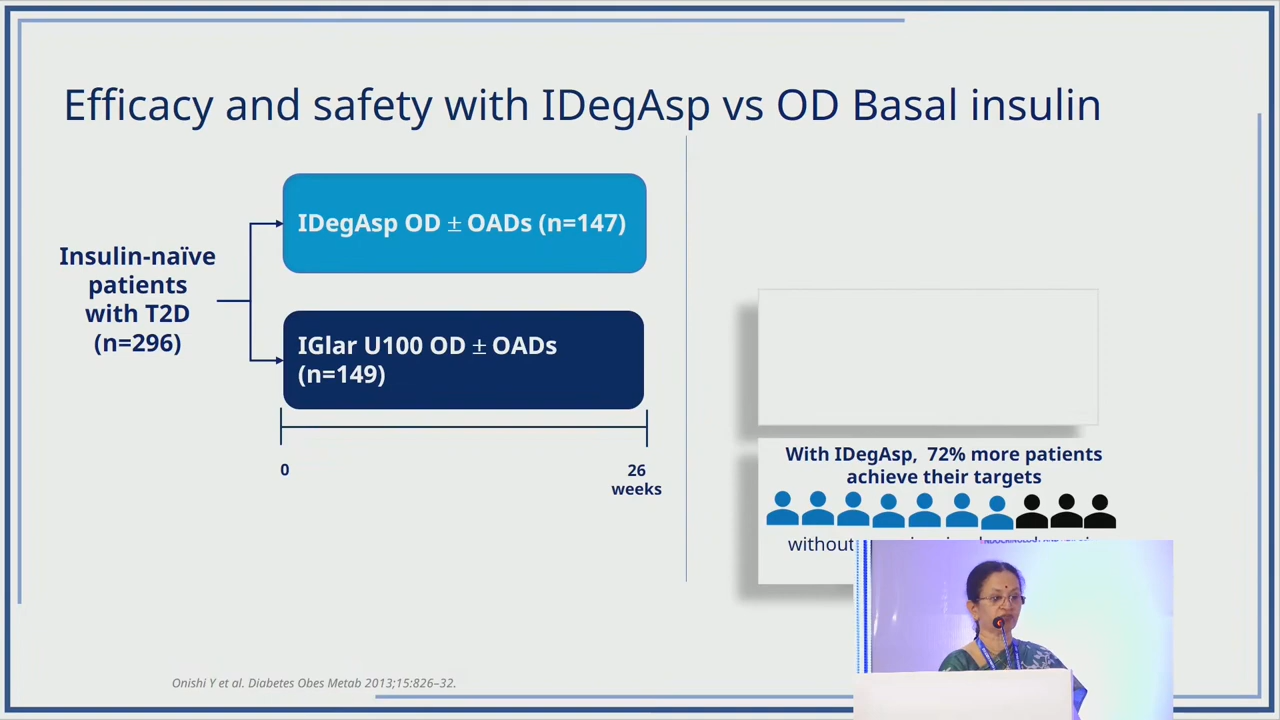 Efficacy and safety with IDegAsp vs OD Basal insulin
Insulin-naïve
patients
with T2D
(n=296)
IDegAsp OD ± OADs (n=147)
IGlar U100 OD ± OADs
(n=149)
0
26
weeks
With IDegAsp, 72% more patients
achieve their targets
without
Onishi Y et al. Diabetes Obes Metab 2013;15:826–32.